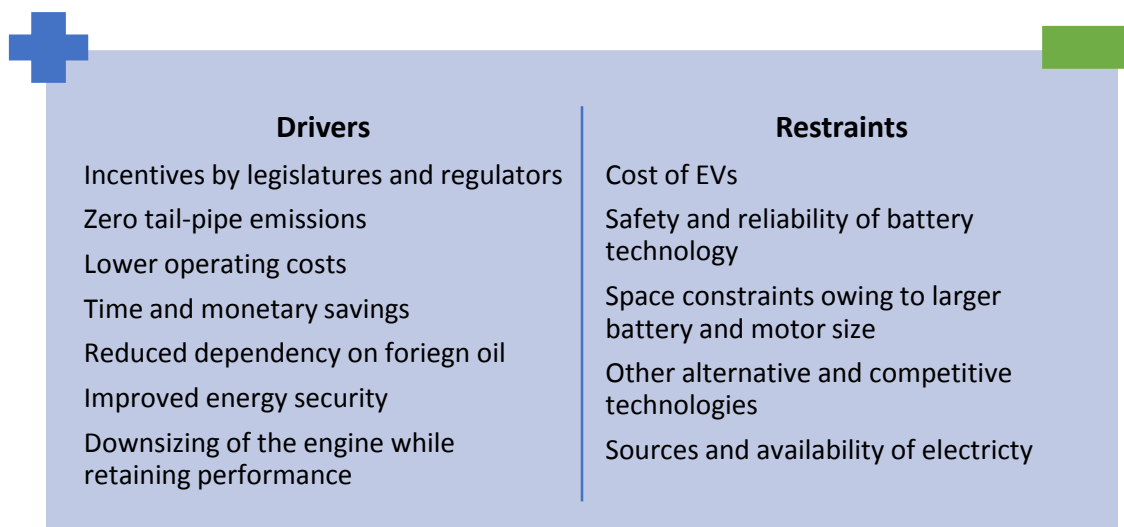 Drivers
Incentives by legislatures and regulators
Zero tail-pipe emissions
Lower operating costs
Time and monetary savings
Reduced dependency on foriegn oil
Improved energy security
Downsizing of the engine while
retaining performance
Restraints
Cost of EVs
Safety and reliability of battery
technology
Space constraints owing to larger
battery and motor size
Other alternative and competitive
technologies
Sources and availability of electricty